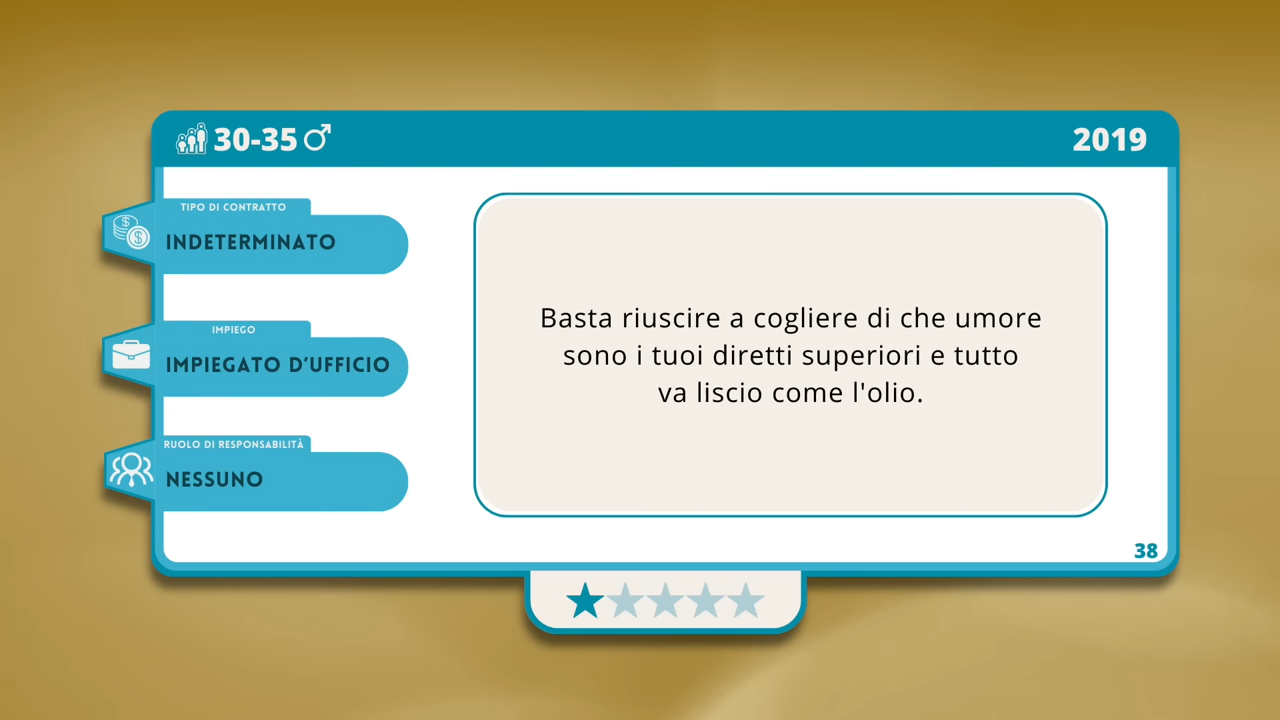 30-35
2019
TIPO DI CONTRATTO
INDETERMINATO
IMPIEGO
IMPIEGATO D'UFFICIO
RUOLO DI RESPONSABILITÀ
NESSUNO
Basta riuscire a cogliere di che umore
sono i tuoi diretti superiori e tutto
va liscio come l'olio.
38